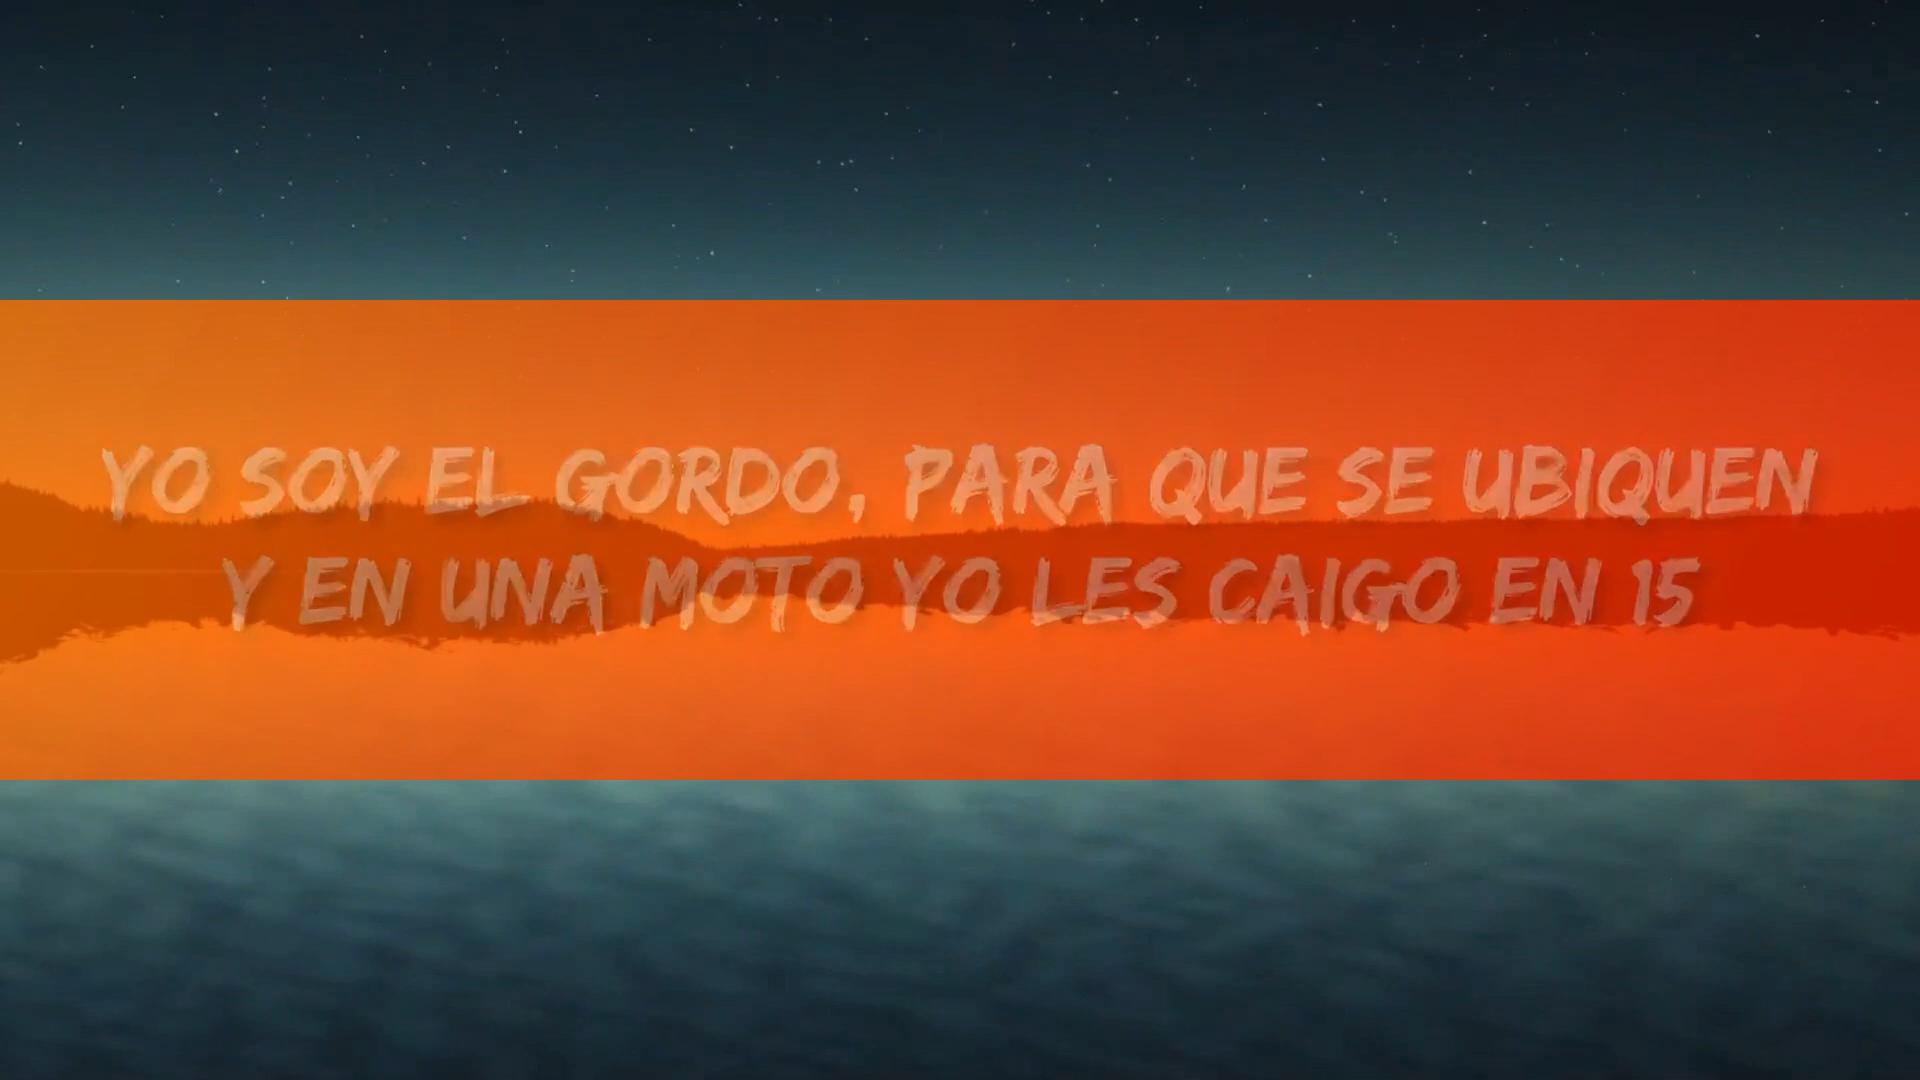 YO SOY EL GORDO, PARA QUE SE UBIQUEN
Y EN UNA MOTO YO LES CAIGO EN 15